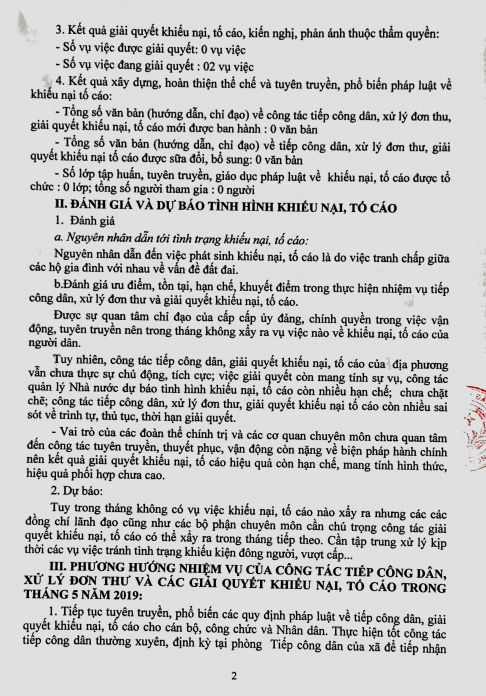 3. Kết quả giải quyết khiếu nại, tố cáo, kiến nghị, phản ánh thuộc thẩm quyền:
- Số vụ việc được giải quyết: 0 vụ việc
- Số vụ việc đang giải quyết : 02 vụ việc
4. Kết quả xây dựng, hoàn thiện thể chế và tuyên truyền, phổ biến pháp luật về
khiếu nại tố cáo:
- Tổng số văn bản (hướng dẫn, chỉ đạo) về công tác tiếp công dân, xử lý đơn thư,
giải quyết khiếu nại, tố cáo mới được ban hành : 0 văn bản
- Tổng số văn bản (hướng dẫn, chỉ đạo) về tiếp công dân, xử lý đơn thư, giải
quyết khiếu nại tố cáo được sữa đổi, bổ sung: 0 văn bản
- Số lớp tập huấn, tuyên truyền, giáo dục pháp luật về khiếu nại, tố cáo được tổ
chức : 0 lớp; tổng số người tham gia : 0 người
II. ĐÁNH GIÁ VÀ DỰ BÁO TÌNH HÌNH KHIẾU NẠI, TỐ CÁO
1. Đánh giá
a. Nguyên nhân dẫn tới tình trạng khiếu nại, tố cáo:
Nguyên nhân dẫn đến việc phát sinh khiếu nại, tố cáo là do việc tranh chấp giữa
các hộ gia đình với nhau về vấn đề đất đai.
b.Đánh giá ưu điểm, tồn tại, hạn chế, khuyết điểm trong thực hiện nhiệm vụ tiếp
công dân, xử lý đơn thư và giải quyết khiếu nại, tố cáo.
Được sự quan tâm chỉ đạo của cấp cấp ủy đảng, chính quyền trong việc vận
động, tuyên truyền nên trong tháng không xẩy ra vụ việc nào về khiếu nại, tố cáo của
người dân.
Tuy nhiên, công tác tiếp công dân, giải quyết khiếu nại, tố cáo của địa phương
vẫn chưa thực sự chủ động, tích cực; việc giải quyết còn mang tính sự vụ, công tác
quản lý Nhà nước dự báo tình hình khiếu nại, tố cáo còn nhiều hạn chế; chưa chặt
chẽ; công tác tiếp công dân, xử lý đơn thư, giải quyết khiếu nại tố cáo còn nhiều sai
sót về trình tự, thủ tục, thời hạn giải quyết.
- Vai trò của các đoàn thể chính trị và các cơ quan chuyên môn chưa quan tâm
đến công tác tuyên truyền, thuyết phục, vận động còn nặng về biện pháp hành chính
nên kết quả giải quyết khiếu nại, tố cáo hiệu quả còn hạn chế, mang tính hình thức,
hiệu quả phối hợp chưa cao.
2. Dự báo:
Tuy trong tháng không có vụ việc khiếu nại, tố cáo nào xẩy ra nhưng các các
đồng chí lãnh đạo cũng như các bộ phận chuyên môn cần chú trọng công tác giải
quyết khiếu nại, tố cáo có thể xẩy ra trong tháng tiếp theo. Cần tập trung xử lý kịp
thời các vụ việc tránh tình trạng khiếu kiện đông người, vượt cấp...
III. PHƯƠNG HƯỚNG NHIỆM VỤ CỦA CÔNG TÁC TIẾP CÔNG DÂN,
XỬ LÝ ĐƠN THƯ VÀ CÁC GIẢI QUYẾT KHIẾU NẠI, TỐ CÁO TRONG
THÁNG 5 NĂM 2019:
1. Tiếp tục tuyên truyền, phổ biến các quy định pháp luật về tiếp công dân, giải
quyết khiếu nại, tố cáo cho cán bộ, công chức và Nhân dân. Thực hiện tốt công tác
tiếp công dân thường xuyên, định kỳ tại phòng Tiếp công dân của xã để tiếp nhận
2